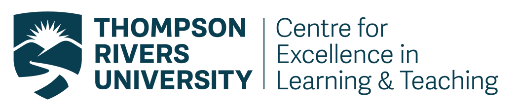 THOMPSON
RIVERS
UNIVERSITY
Centre for
Excellence in
Learning & Teaching